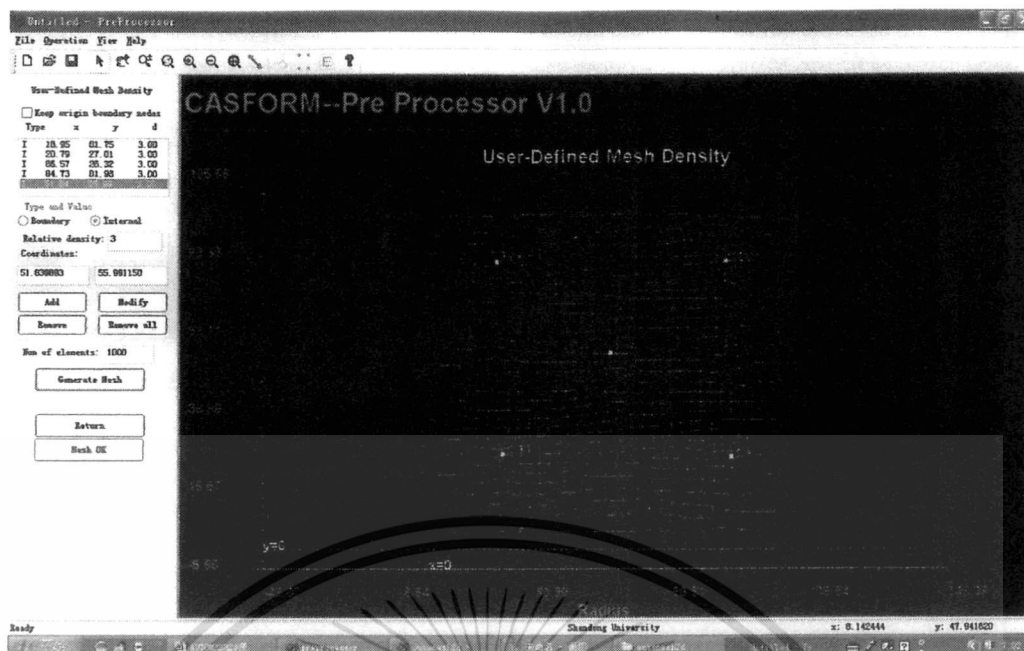 Untitled - PreProcessor
File Operation View Help
User-Defined Mesh Density
Keep origin boundary nodes
Type x y d
I 18.95 81.75 3.00
I 20.79 27.01 3.00
I 86.57 26.32 3.00
I 84.73 81.98 3.00
Type and Value
Boundary Internal
Relative density: 3
Coordinates:
51.639083 55.991150
Add Modify
Remove Remove all
Num of elements: 1000
Generate Mesh
Return
Mesh OK
CASFORM--Pre Processor V1.0
User-Defined Mesh Density
y=0
x=0
Radius
Ready Shandong University x: 6.142444 y: 47.941620